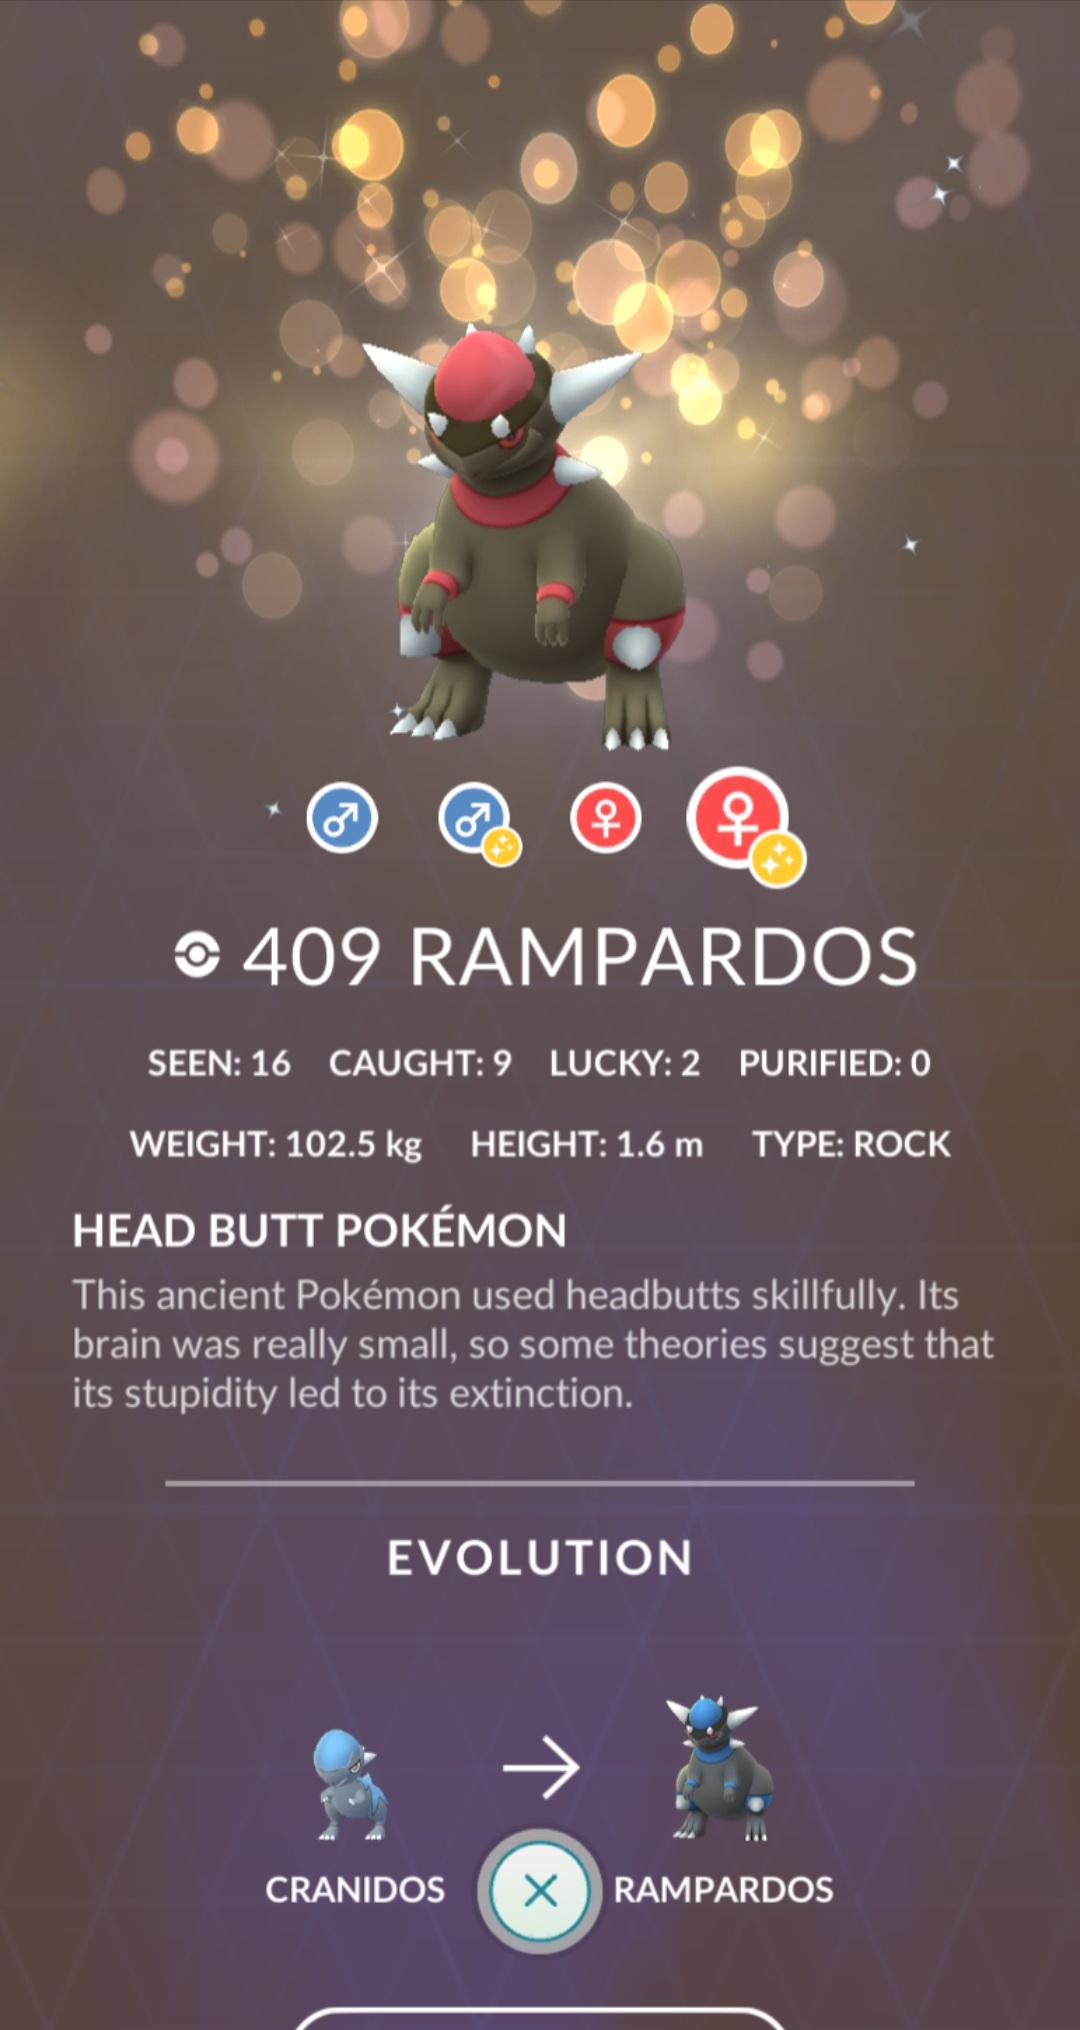 409 RAMPARDOS
SEEN: 16 CAUGHT: 9 LUCKY: 2 PURIFIED: 0
WEIGHT: 102.5 kg HEIGHT: 1.6 m TYPE: ROCK
HEAD BUTT POKÉMON
This ancient Pokémon used headbutts skillfully. Its
brain was really small, so some theories suggest that
its stupidity led to its extinction.
EVOLUTION
CRANIDOS RAMPARDOS